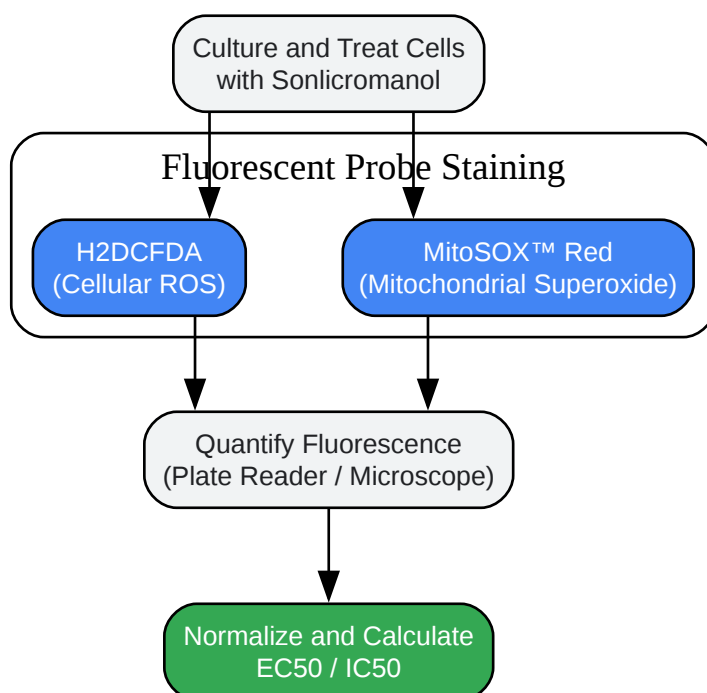 Culture and Treat Cells
with Sonlicromanol
Fluorescent Probe Staining
H2DCFDA
(Cellular ROS)
MitoSOX™ Red
(Mitochondrial Superoxide)
Quantify Fluorescence
(Plate Reader / Microscope)
Normalize and Calculate
EC50 / IC50